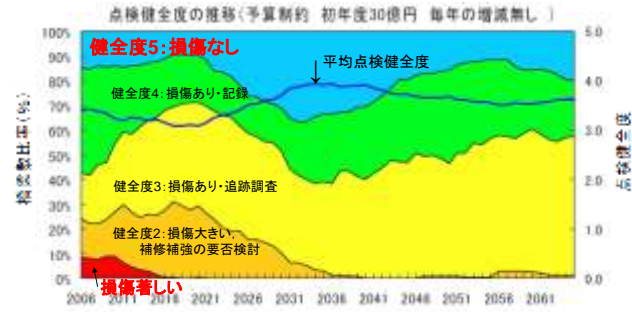 点検健全度の推移(予算制約 初年度30億円 毎年の増減無し )
100%
90%
80%
70%
60%
50%
40%
30%
20%
10%
0%
5.0
4.0
3.0
2.0
1.0
0.0
点検健全度
健全度5:損傷なし
平均点検健全度
健全度4:損傷あり・記録
健全度3:損傷あり・追跡調査
健全度2:損傷大きい,
補修補強の要否検討
損傷著しい
2006 2011 2016 2021 2026 2031 2036 2041 2046 2051 2056 2061